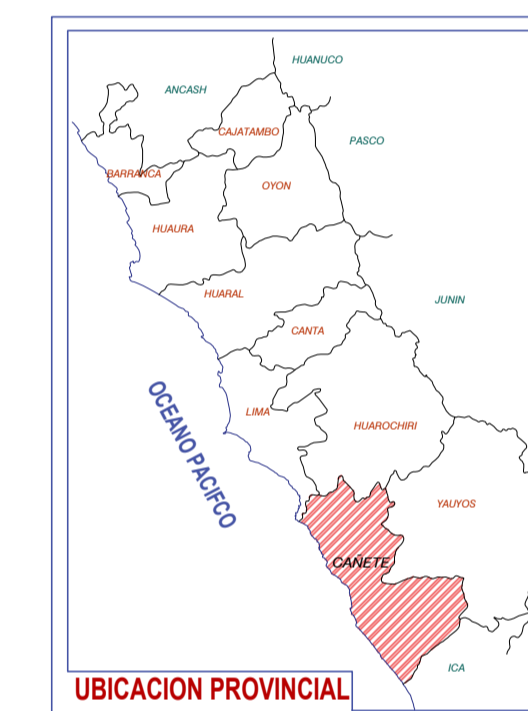 HUANUCO
ANCASH
CAJATAMBO
PASCO
BARRANCA
OYON
HUAURA
HUARAL
JUNIN
CANTA
LIMA
HUAROCHIRI
OCEANO PACIFCO
YAUYOS
CAÑETE
ICA
UBICACION PROVINCIAL